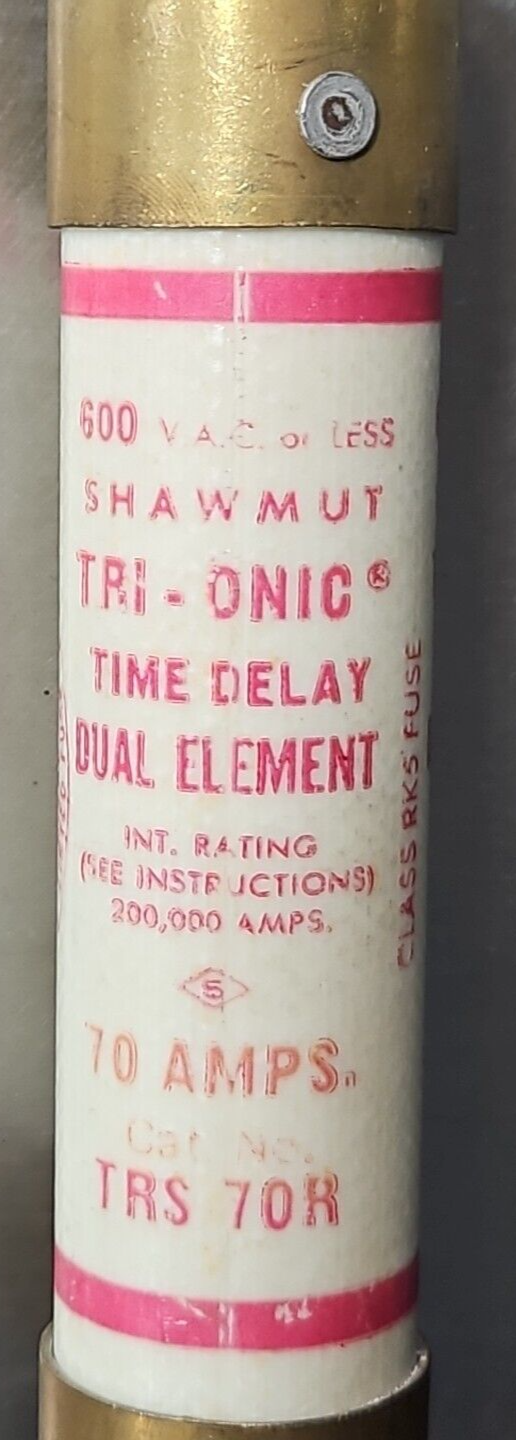 600 V.A.C. or LESS
SHAWMUT
TRI-ONIC®
TIME DELAY
DUAL ELEMENT
INT. RATING
(SEE INSTRUCTIONS)
200,000 AMPS.
S
70 AMPS.
Cat. No.
TRS 70R
CLASS RK5 FUSE